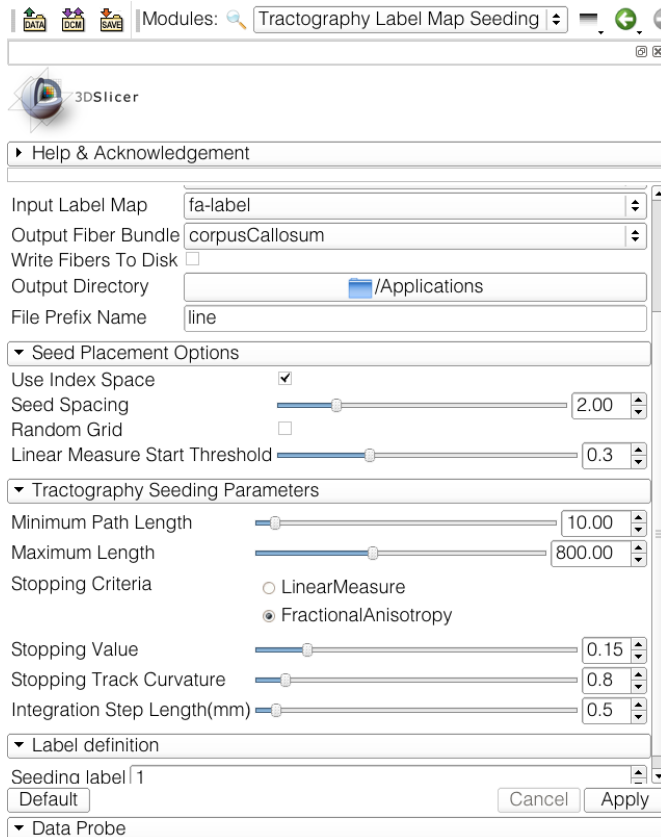 DATA DCM SAVE Modules: Tractography Label Map Seeding
3DSlicer
Help & Acknowledgement
Input Label Map fa-label
Output Fiber Bundle corpusCallosum
Write Fibers To Disk
Output Directory /Applications
File Prefix Name line
Seed Placement Options
Use Index Space
Seed Spacing 2.00
Random Grid
Linear Measure Start Threshold 0.3
Tractography Seeding Parameters
Minimum Path Length 10.00
Maximum Length 800.00
Stopping Criteria LinearMeasure
FractionalAnisotropy
Stopping Value 0.15
Stopping Track Curvature 0.8
Integration Step Length(mm) 0.5
Label definition
Seeding label 1
Default Cancel Apply
Data Probe